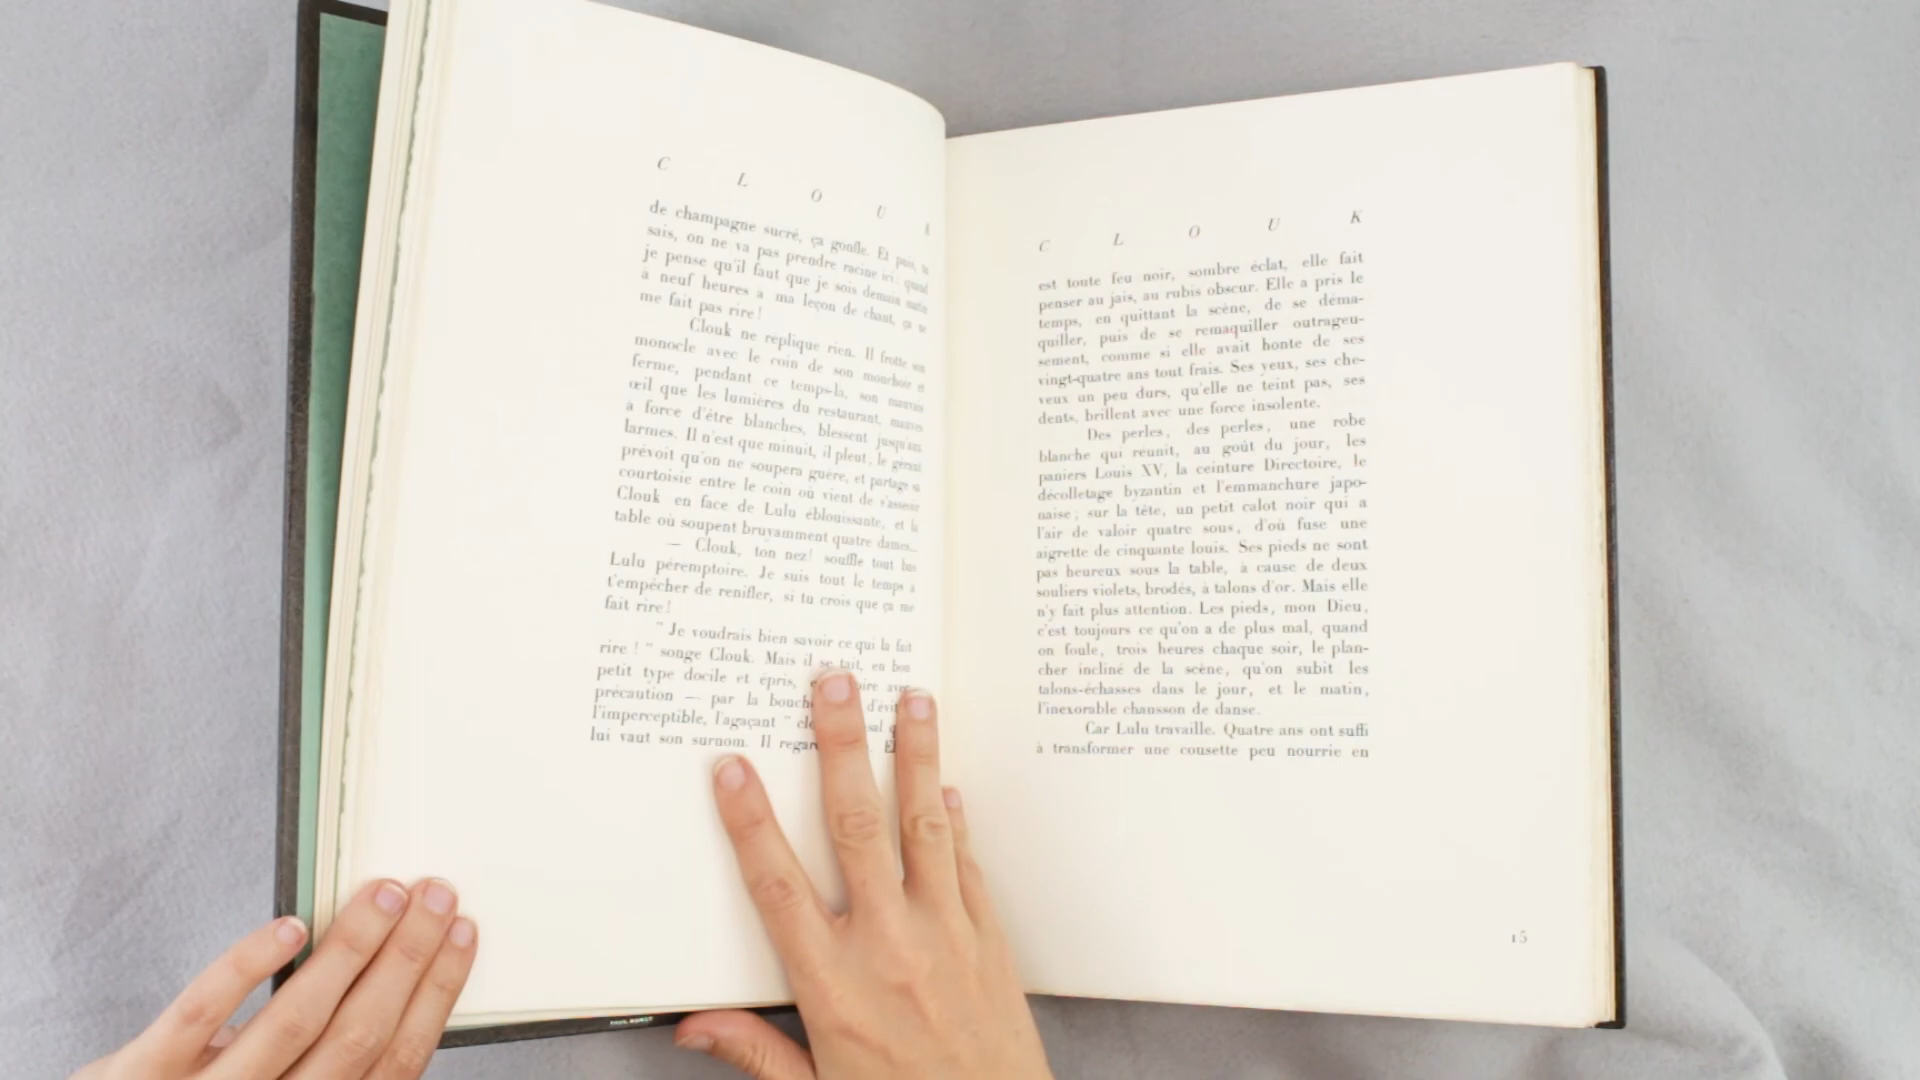 C L O U K
de champagne sucré, ça gonfle. Et puis, tu
sais, on ne va pas prendre racine ici; quand
je pense qu'il faut que je sois demain matin
à neuf heures à ma leçon de chant, ça ne
me fait pas rire!
Clouk ne réplique rien. Il frotte son
monocle avec le coin de son mouchoir et
ferme, pendant ce temps-là, son mauvais
œil que les lumières du restaurant, mauves
à force d'être blanches, blessent jusqu'aux
larmes. Il n'est que minuit, il pleut, le gérant
prévoit qu'on ne soupera guère, et partage sa
courtoisie entre le coin où vient de s'asseoir
Clouk en face de Lulu éblouissante, et la
table où soupent bruyamment quatre dames...
— Clouk, ton nez! souffle tout bas
Lulu péremptoire. Je suis tout le temps à
t'empêcher de renifler, si tu crois que ça me
fait rire!
" Je voudrais bien savoir ce qui la fait
rire ! " songe Clouk. Mais il se tait, en bon
petit type docile et épris,
précaution — par la bouche d'évi
l'imperceptible, l'agaçant "
lui vaut son surnom. Il
C L O U K
est toute feu noir, sombre éclat, elle fait
penser au jais, au rubis obscur. Elle a pris le
temps, en quittant la scène, de se déma-
quiller, puis de se remaquiller outrageu-
sement, comme si elle avait honte de ses
vingt-quatre ans tout frais. Ses yeux, ses che-
veux un peu durs, qu'elle ne teint pas, ses
dents, brillent avec une force insolente.
Des perles, des perles, une robe
blanche qui réunit, au goût du jour, les
paniers Louis XV, la ceinture Directoire, le
décolletage byzantin et l'emmanchure japo-
naise; sur la tête, un petit calot noir qui a
l'air de valoir quatre sous, d'où fuse une
aigrette de cinquante louis. Ses pieds ne sont
pas heureux sous la table, à cause de deux
souliers violets, brodés, à talons d'or. Mais elle
n'y fait plus attention. Les pieds, mon Dieu,
c'est toujours ce qu'on a de plus mal, quand
on foule, trois heures chaque soir, le plan-
cher incliné de la scène, qu'on subit les
talons-échasses dans le jour, et le matin,
l'inexorable chausson de danse.
Car Lulu travaille. Quatre ans ont suffi
à transformer une cousette peu nourrie en
15